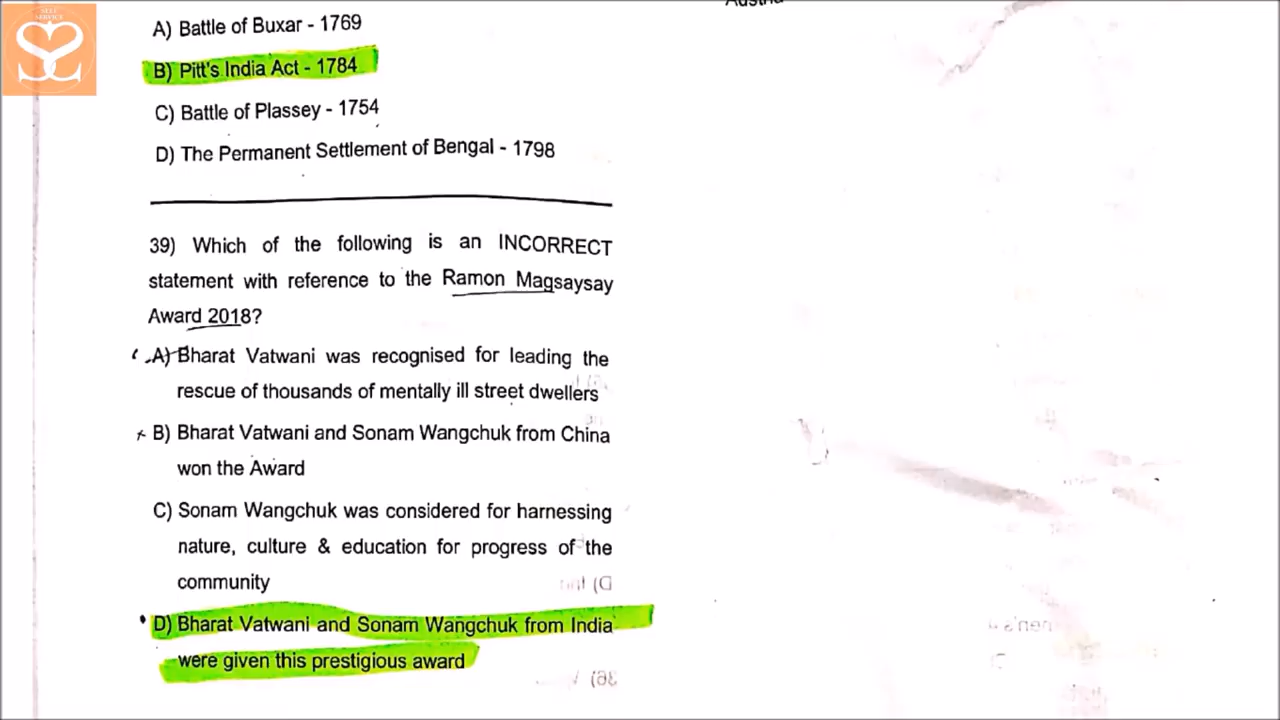 SELF
SERVICE
A) Battle of Buxar - 1769
B) Pitt's India Act - 1784
C) Battle of Plassey - 1754
D) The Permanent Settlement of Bengal - 1798
39) Which of the following is an INCORRECT
statement with reference to the Ramon Magsaysay
Award 2018?
A) Bharat Vatwani was recognised for leading the
rescue of thousands of mentally ill street dwellers
B) Bharat Vatwani and Sonam Wangchuk from China
won the Award
C) Sonam Wangchuk was considered for harnessing
nature, culture & education for progress of the
community
D) Bharat Vatwani and Sonam Wangchuk from India
were given this prestigious award